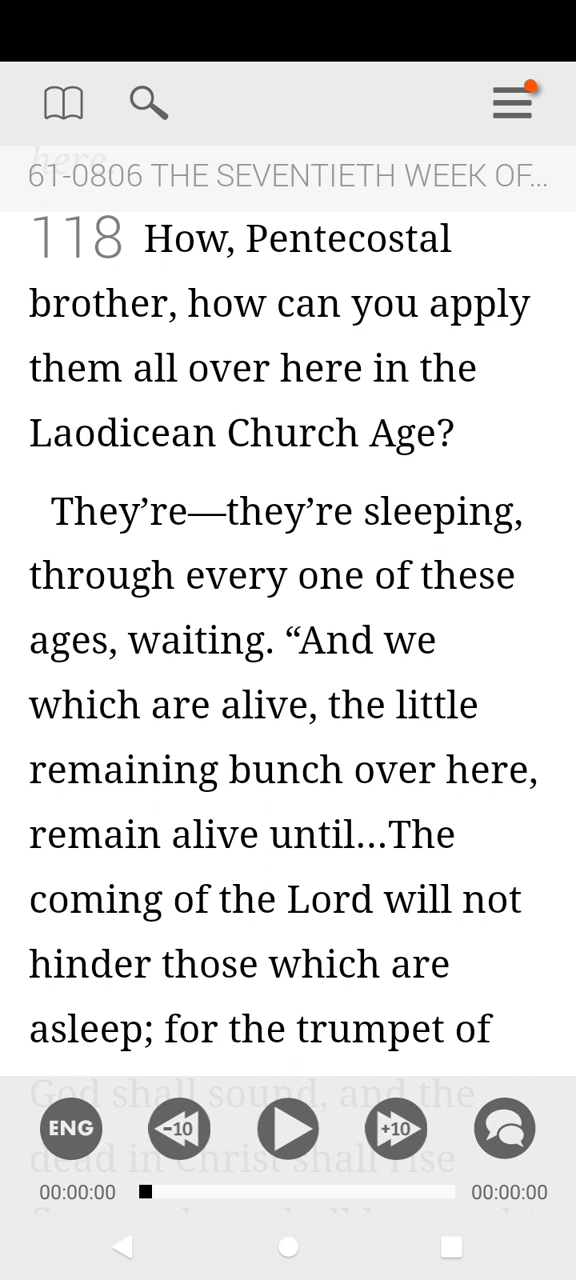 here
61-0806 THE SEVENTIETH WEEK OF...
118 How, Pentecostal
brother, how can you apply
them all over here in the
Laodicean Church Age?
They’re—they’re sleeping,
through every one of these
ages, waiting. “And we
which are alive, the little
remaining bunch over here,
remain alive until...The
coming of the Lord will not
hinder those which are
asleep; for the trumpet of
God shall sound, and the
ENG -10 +10
dead in Christ shall rise
00:00:00 00:00:00